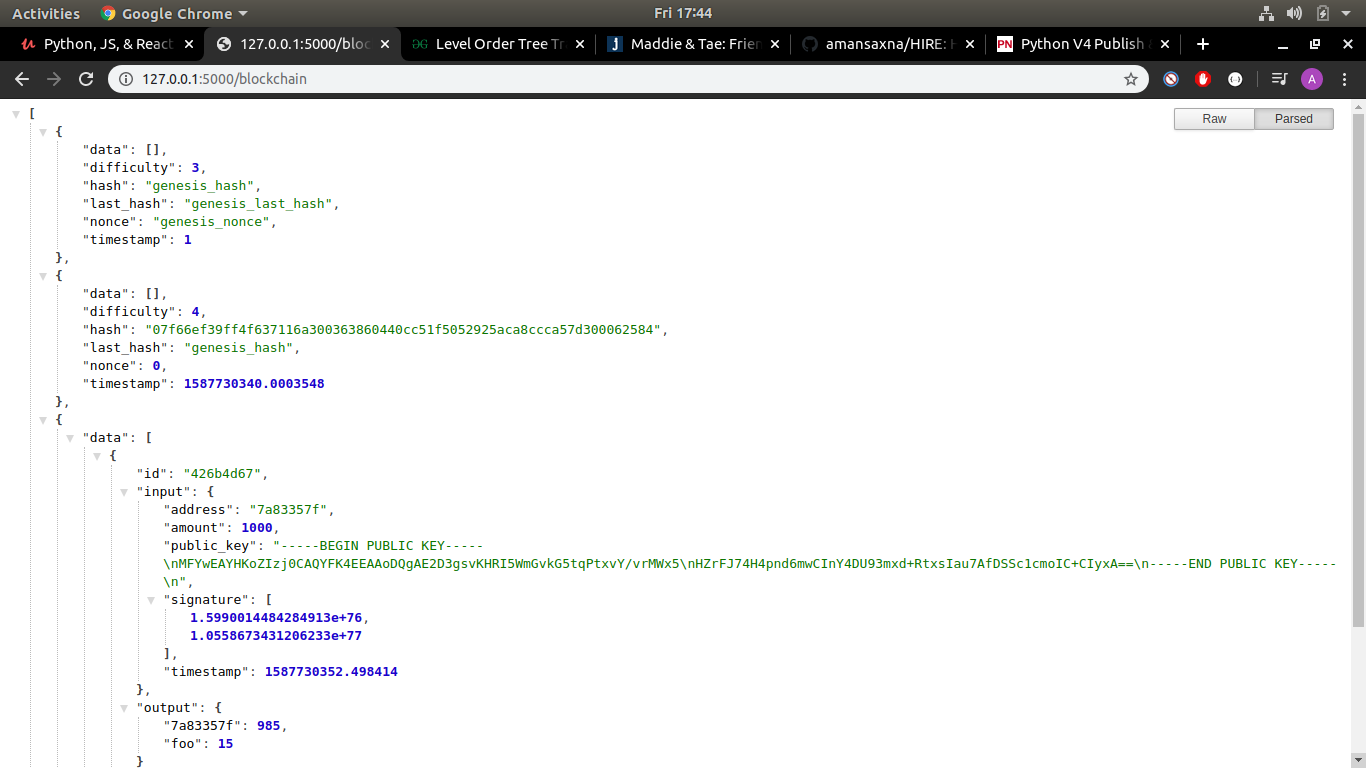 Activities Google Chrome Fri 17:44
Python, JS, & React 127.0.0.1:5000/bloc Level Order Tree Tr Maddie & Tae: Frien amansaxna/HIRE: H PN Python V4 Publish
127.0.0.1:5000/blockchain A
Raw Parsed
[
{
"data": [],
"difficulty": 3,
"hash": "genesis_hash",
"last_hash": "genesis_last_hash",
"nonce": "genesis_nonce",
"timestamp": 1
},
{
"data": [],
"difficulty": 4,
"hash": "07f66ef39ff4f637116a300363860440cc51f5052925aca8ccca57d300062584",
"last_hash": "genesis_hash",
"nonce": 0,
"timestamp": 1587730340.0003548
},
{
"data": [
{
"id": "426b4d67",
"input": {
"address": "7a83357f",
"amount": 1000,
"public_key": "-----BEGIN PUBLIC KEY-----
\nMFYwEAYHKoZIzj0CAQYFK4EEAAoDQgAE2D3gsvKHRI5WmGvkG5tqPtxvY/vrMWx5\nHZrFJ74H4pnd6mwCInY4DU93mxd+RtxsIau7AfDSSc1cmoIC+CIyxA==\n-----END PUBLIC KEY-----
\n",
"signature": [
1.5990014484284913e+76,
1.0558673431206233e+77
],
"timestamp": 1587730352.498414
},
"output": {
"7a83357f": 985,
"foo": 15
}